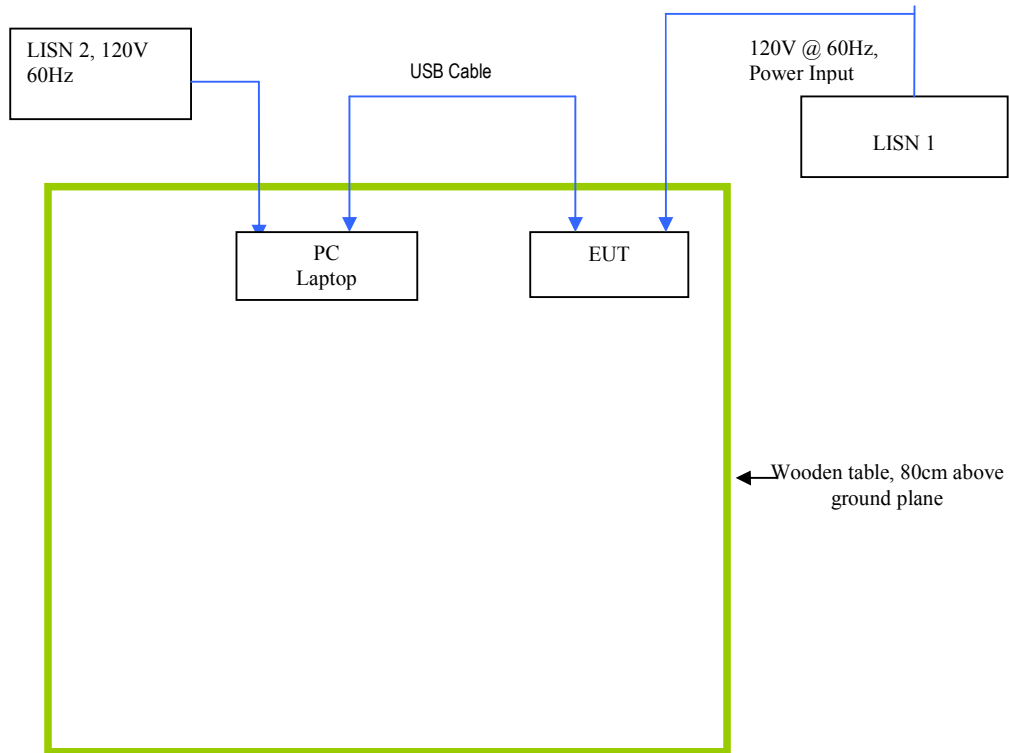 LISN 2, 120V
60Hz
USB Cable
120V @ 60Hz,
Power Input
LISN 1
PC
Laptop
EUT
Wooden table, 80cm above
ground plane